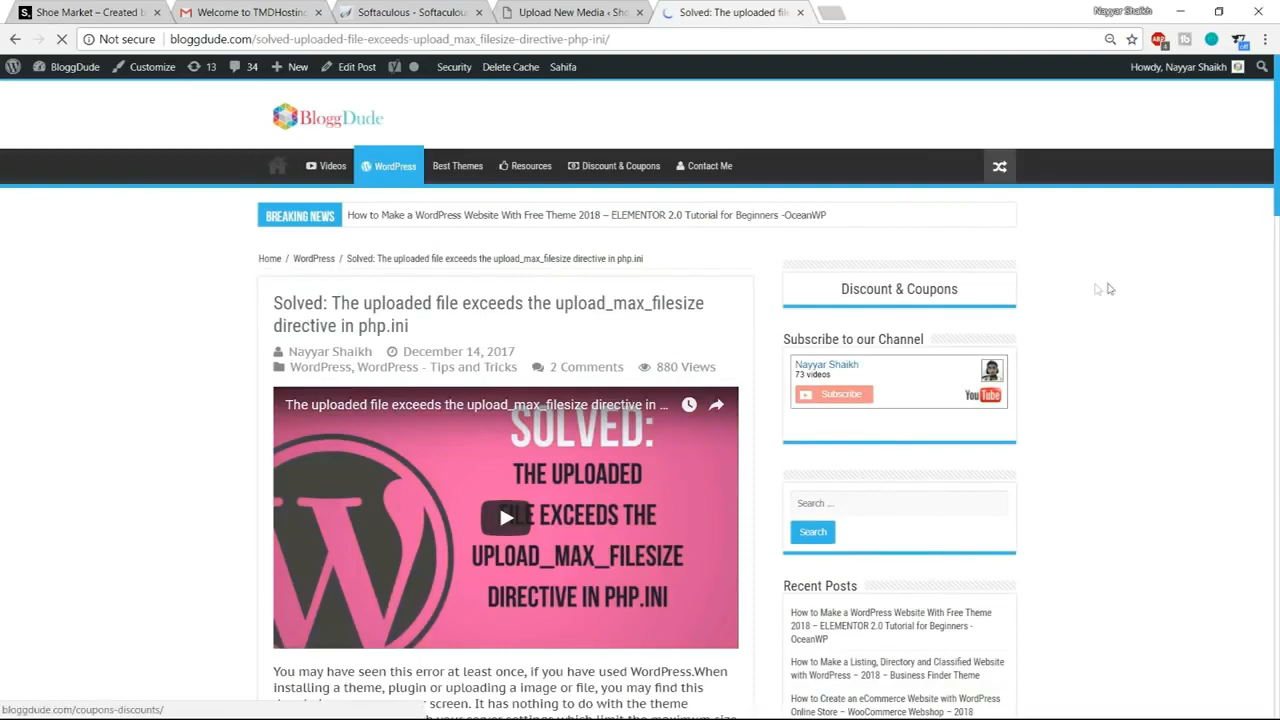 Shoe Market – Created b
Welcome to TMDHosting
Softaculous - Softaculou
Upload New Media ‹ Sho
Solved: The uploaded file
Nayyar Shaikh
Not secure
bloggdude.com/solved-uploaded-file-exceeds-upload_max_filesize-directive-php-ini/
BloggDude
Customize
13
34
New
Edit Post
Security
Delete Cache
Sahifa
Howdy, Nayyar Shaikh
BloggDude
Videos
WordPress
Best Themes
Resources
Discount & Coupons
Contact Me
BREAKING NEWS
How to Make a WordPress Website With Free Theme 2018 – ELEMENTOR 2.0 Tutorial for Beginners -OceanWP
Home / WordPress / Solved: The uploaded file exceeds the upload_max_filesize directive in php.ini
Solved: The uploaded file exceeds the upload_max_filesize
directive in php.ini
Nayyar Shaikh December 14, 2017
WordPress, WordPress - Tips and Tricks 2 Comments 880 Views
The uploaded file exceeds the upload_max_filesize directive in ...
SOLVED:
THE UPLOADED
FILE EXCEEDS THE
UPLOAD_MAX_FILESIZE
DIRECTIVE IN PHP.INI
You may have seen this error at least once, if you have used WordPress.When
installing a theme, plugin or uploading a image or file, you may find this
screen. It has nothing to do with the theme
your server settings which limit the maximum size
Discount & Coupons
Subscribe to our Channel
Nayyar Shaikh
73 videos
Subscribe
YouTube
Search ...
Search
Recent Posts
How to Make a WordPress Website With Free Theme
2018 – ELEMENTOR 2.0 Tutorial for Beginners -
OceanWP
How to Make a Listing, Directory and Classified Website
with WordPress – 2018 – Business Finder Theme
How to Create an eCommerce Website with WordPress
Online Store – WooCommerce Webshop – 2018
bloggdude.com/coupons-discounts/